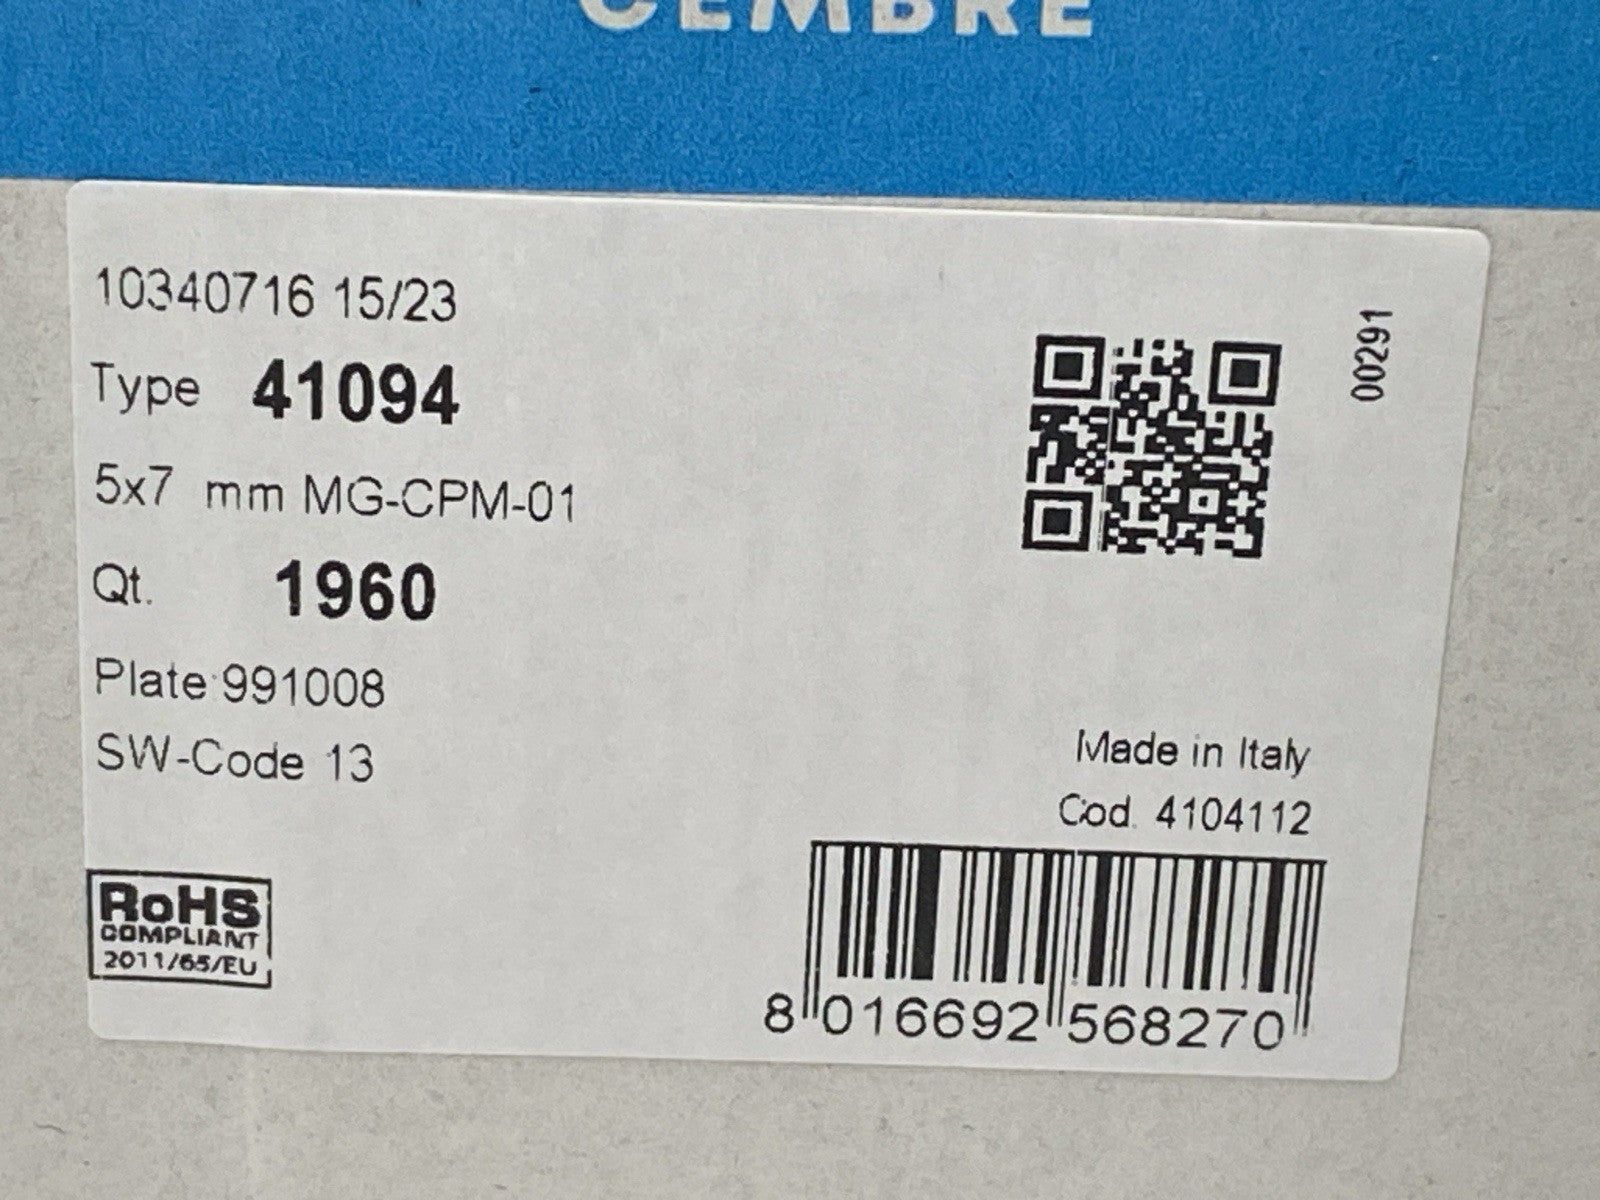 CEMBRE
10340716 15/23
Type 41094
5x7 mm MG-CPM-01
Qt. 1960
Plate 991008
SW-Code 13
00291
Made in Italy
Cod. 4104112
RoHS
COMPLIANT
2011/65/EU
8 016692 568270